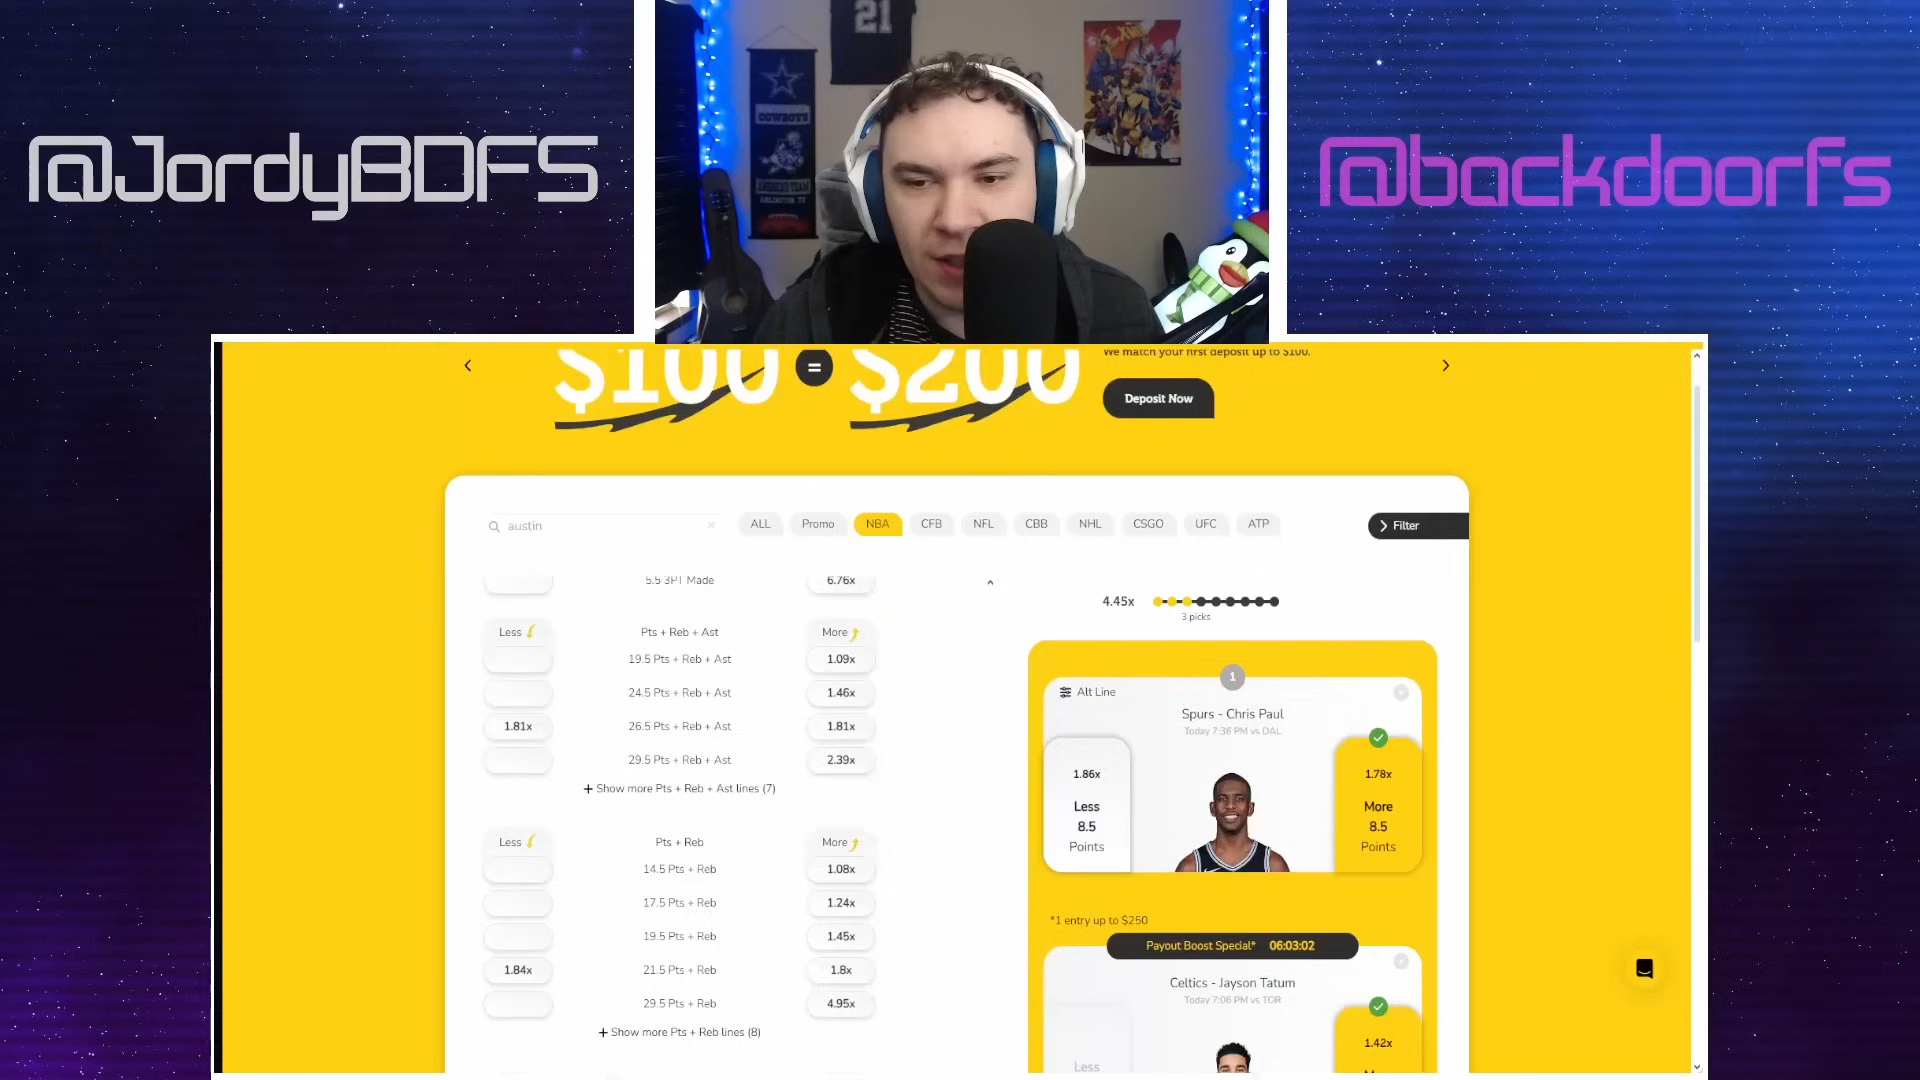 @JordyBDFS
@backdoorfs
21
COWBOYS
AMERICA'S TEAM
ARLINGTON, TX
X-MEN
$100 = $200
We match your first deposit up to $100.
Deposit Now
austin
ALL
Promo
NBA
CFB
NFL
CBB
NHL
CSGO
UFC
ATP
Filter
5.5 3PT Made 6.76x
Less Pts + Reb + Ast More
19.5 Pts + Reb + Ast 1.09x
24.5 Pts + Reb + Ast 1.46x
1.81x 26.5 Pts + Reb + Ast 1.81x
29.5 Pts + Reb + Ast 2.39x
+ Show more Pts + Reb + Ast lines (7)
Less Pts + Reb More
14.5 Pts + Reb 1.08x
17.5 Pts + Reb 1.24x
19.5 Pts + Reb 1.45x
1.84x 21.5 Pts + Reb 1.8x
29.5 Pts + Reb 4.95x
+ Show more Pts + Reb lines (8)
4.45x
3 picks
1
Alt Line
Spurs - Chris Paul
Today 7:36 PM vs DAL
1.86x
Less
8.5
Points
1.78x
More
8.5
Points
*1 entry up to $250
Payout Boost Special* 06:03:02
Celtics - Jayson Tatum
Today 7:06 PM vs TOR
Less
1.42x